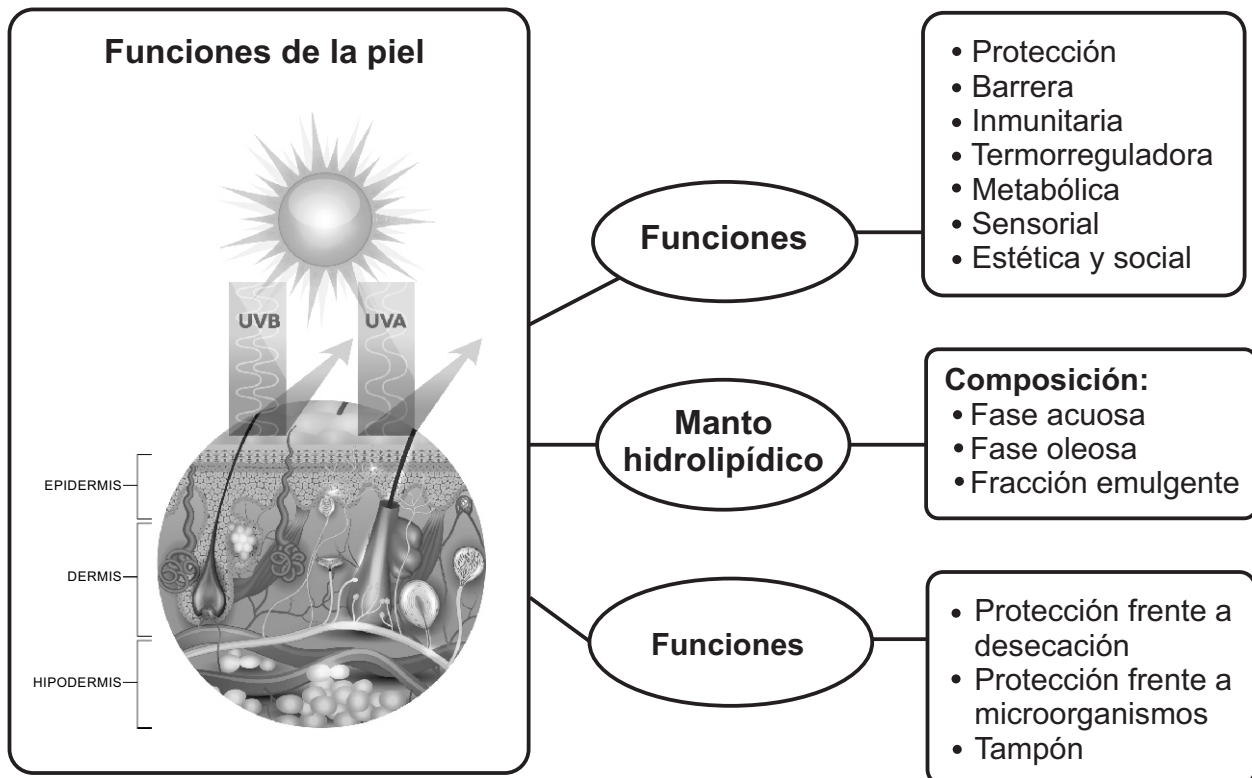 Funciones de la piel
UVB
UVA
EPIDERMIS
DERMIS
HIPODERMIS
Funciones
• Protección
• Barrera
• Inmunitaria
• Termorreguladora
• Metabólica
• Sensorial
• Estética y social
Manto
hidrolipídico
Composición:
• Fase acuosa
• Fase oleosa
• Fracción emulgente
Funciones
• Protección frente a
desecación
• Protección frente a
microorganismos
• Tampón